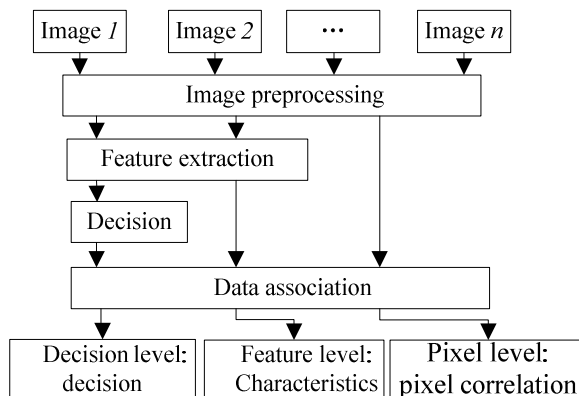 Image 1 Image 2 ... Image n
Image preprocessing
Feature extraction
Decision
Data association
Decision level:
decision
Feature level:
Characteristics
Pixel level:
pixel correlation